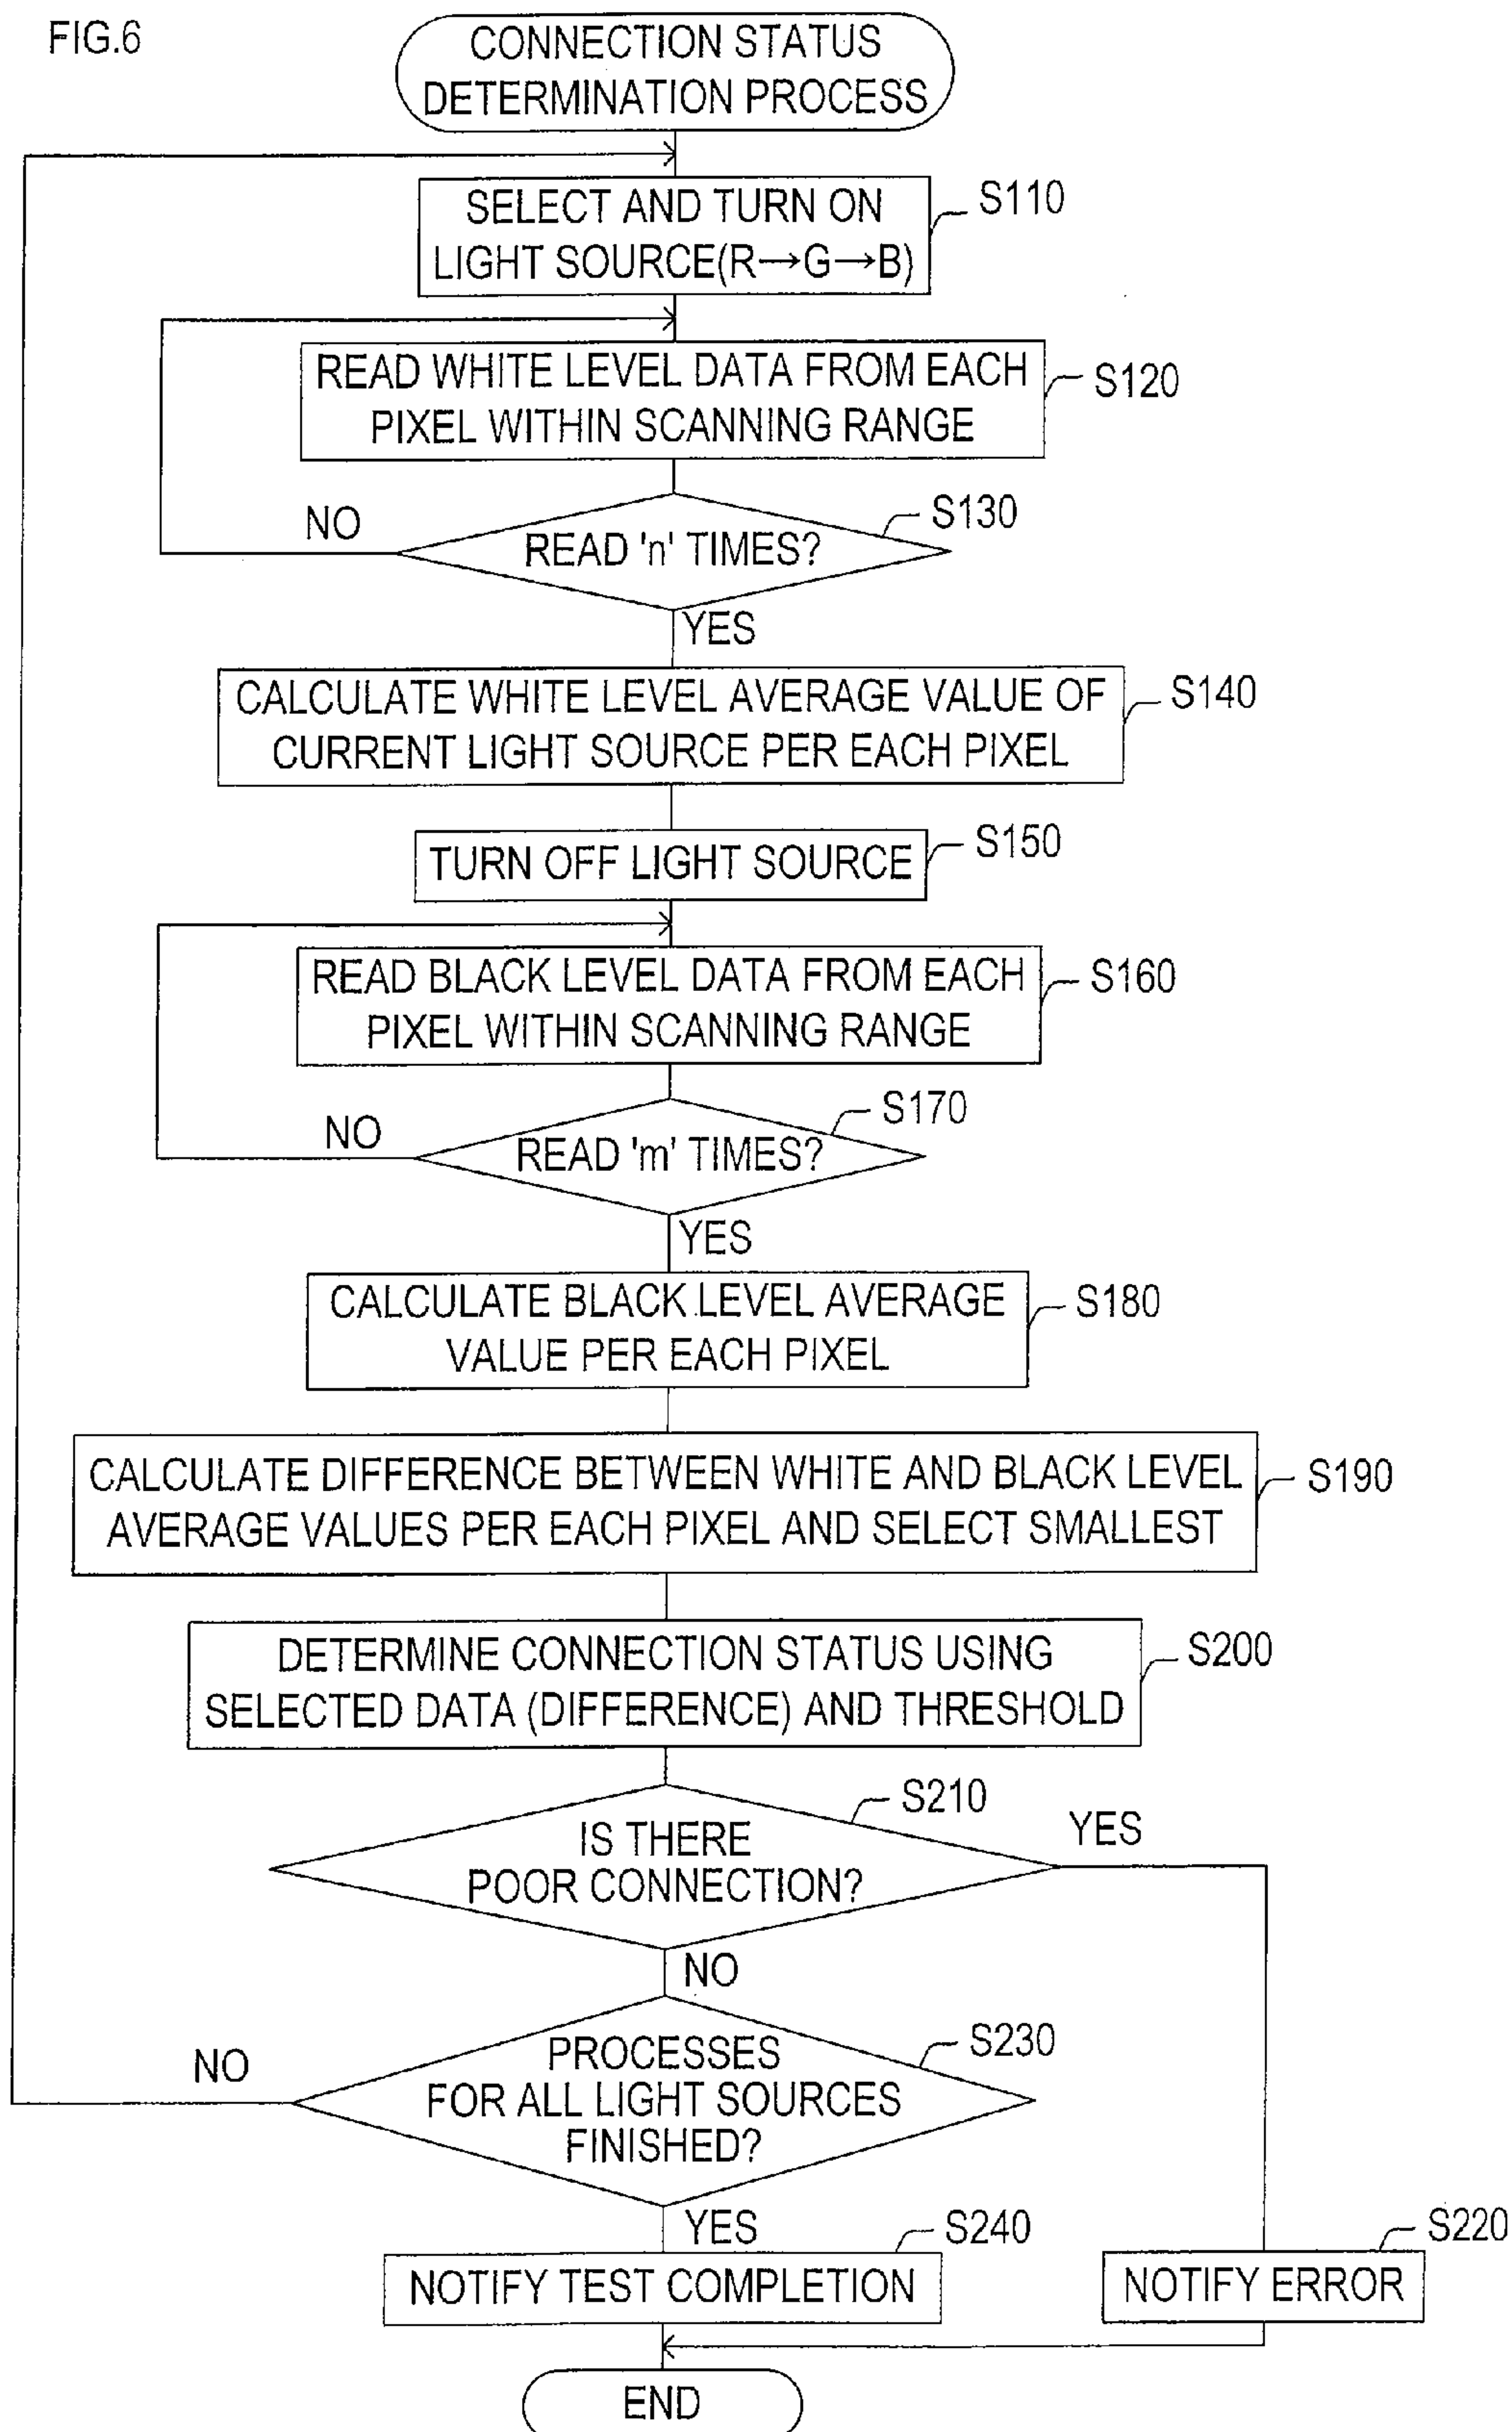 FIG.6
CONNECTION STATUS
DETERMINATION PROCESS
SELECT AND TURN ON
LIGHT SOURCE(R→G→B)
S110
READ WHITE LEVEL DATA FROM EACH
PIXEL WITHIN SCANNING RANGE
S120
READ 'n' TIMES?
S130
NO
YES
CALCULATE WHITE LEVEL AVERAGE VALUE OF
CURRENT LIGHT SOURCE PER EACH PIXEL
S140
TURN OFF LIGHT SOURCE
S150
READ BLACK LEVEL DATA FROM EACH
PIXEL WITHIN SCANNING RANGE
S160
READ 'm' TIMES?
S170
NO
YES
CALCULATE BLACK LEVEL AVERAGE
VALUE PER EACH PIXEL
S180
CALCULATE DIFFERENCE BETWEEN WHITE AND BLACK LEVEL
AVERAGE VALUES PER EACH PIXEL AND SELECT SMALLEST
S190
DETERMINE CONNECTION STATUS USING
SELECTED DATA (DIFFERENCE) AND THRESHOLD
S200
IS THERE
POOR CONNECTION?
S210
YES
NO
PROCESSES
FOR ALL LIGHT SOURCES
FINISHED?
S230
NO
YES
NOTIFY TEST COMPLETION
S240
NOTIFY ERROR
S220
END